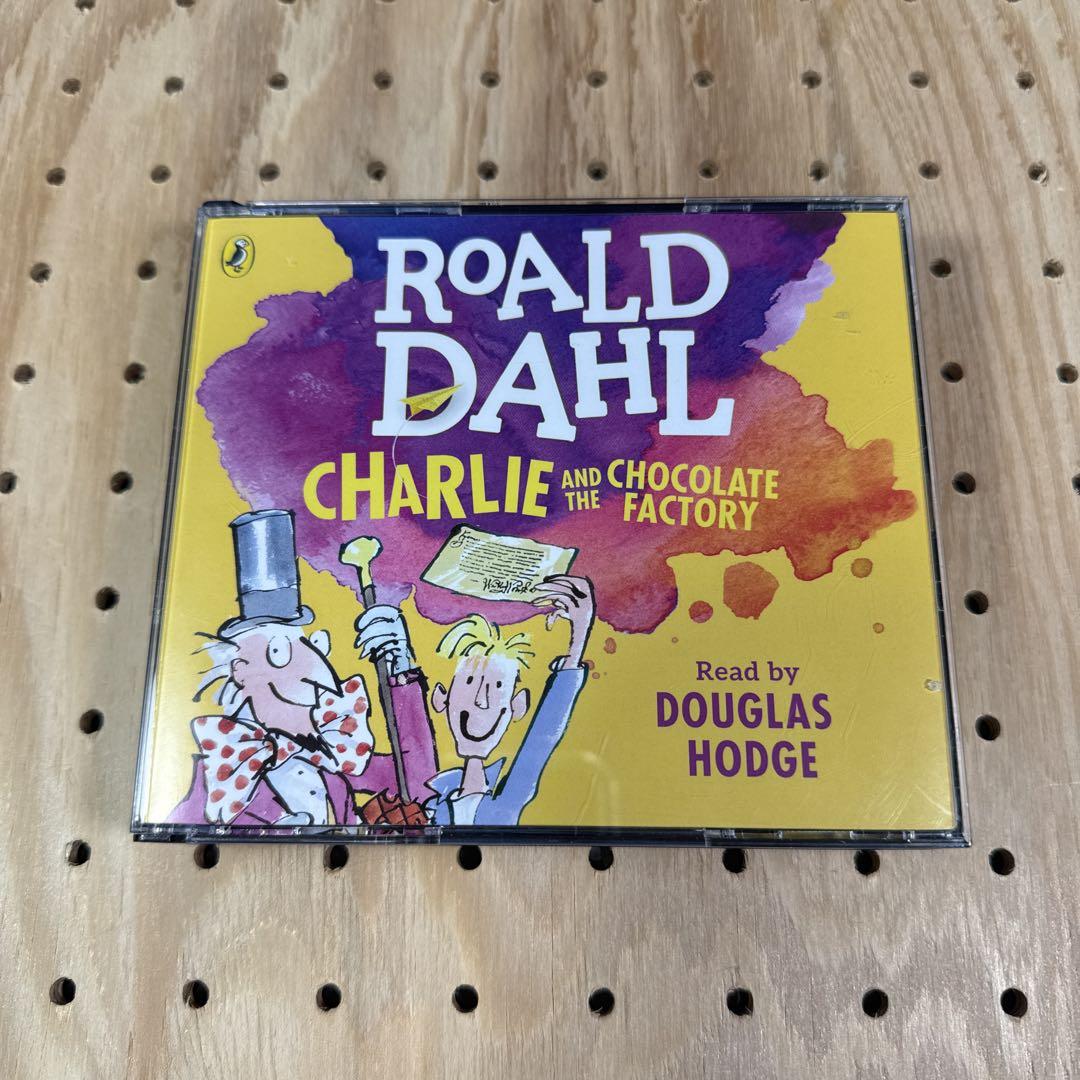 ROALD
DAHL
CHARLIE AND THE CHOCOLATE FACTORY
Read by
DOUGLAS
HODGE